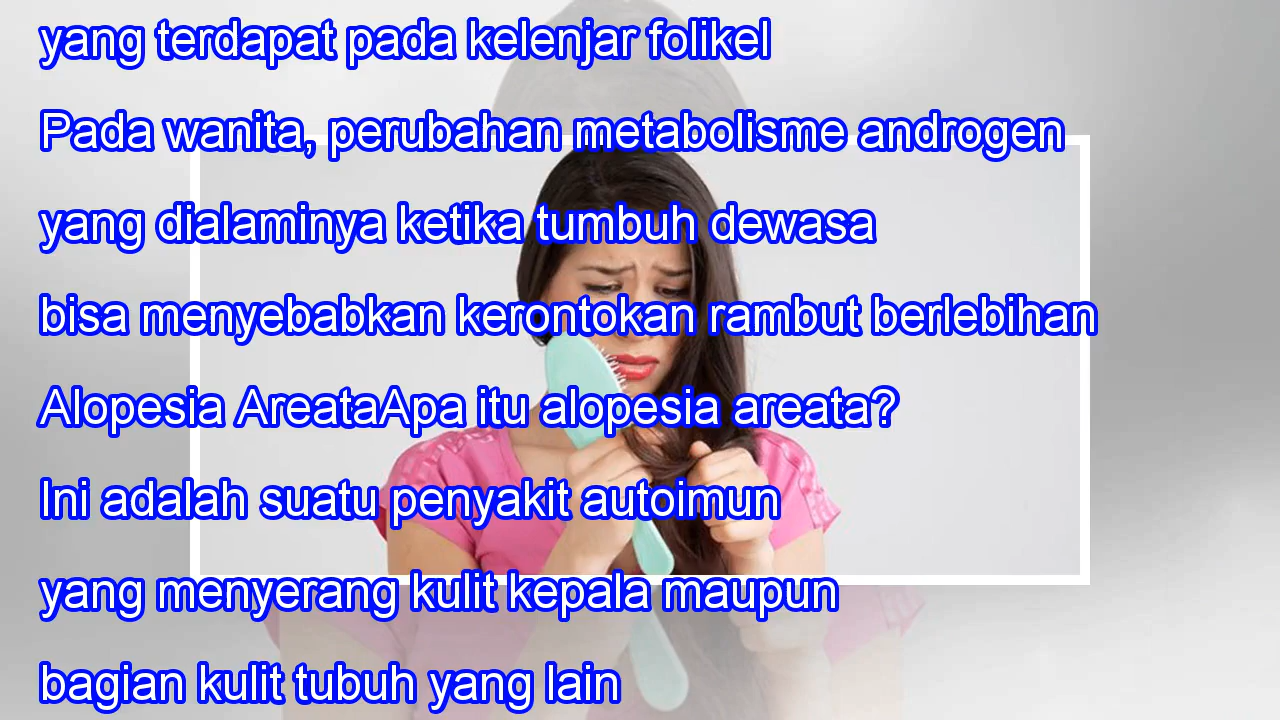 yang terdapat pada kelenjar folikel
Pada wanita, perubahan metabolisme androgen
yang dialaminya ketika tumbuh dewasa
bisa menyebabkan kerontokan rambut berlebihan
Alopesia AreataApa itu alopesia areata?
Ini adalah suatu penyakit autoimun
yang menyerang kulit kepala maupun
bagian kulit tubuh yang lain